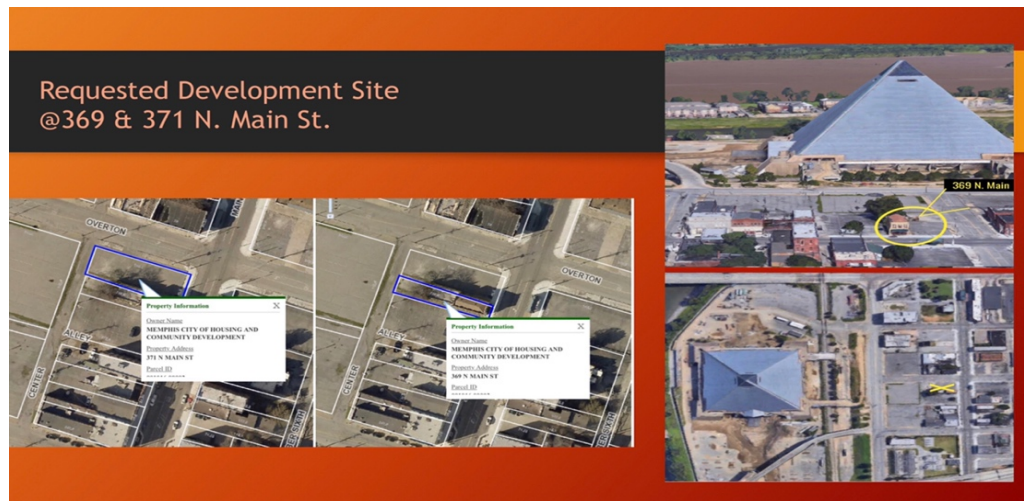 Requested Development Site
@369 & 371 N. Main St.
369 N. Main
OVERTON
MAIN
Property Information
Owner Name
MEMPHIS CITY OF HOUSING AND
COMMUNITY DEVELOPMENT
Property Address
371 N MAIN ST
Parcel ID
ALLEY
CENTER
OVERTON
Property Information
Owner Name
MEMPHIS CITY OF HOUSING AND
COMMUNITY DEVELOPMENT
Property Address
369 N MAIN ST
Parcel ID
ALLEY
CENTER